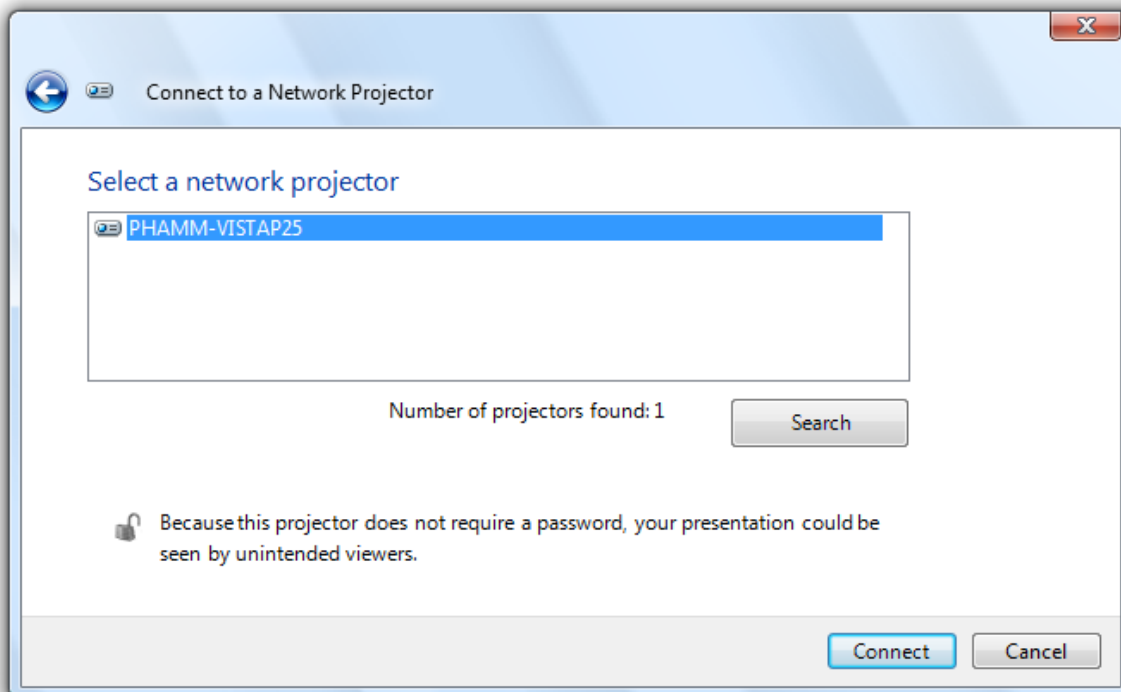 Connect to a Network Projector
Select a network projector
PHAMM-VISTAP25
Number of projectors found: 1
Search
Because this projector does not require a password, your presentation could be
seen by unintended viewers.
Connect
Cancel